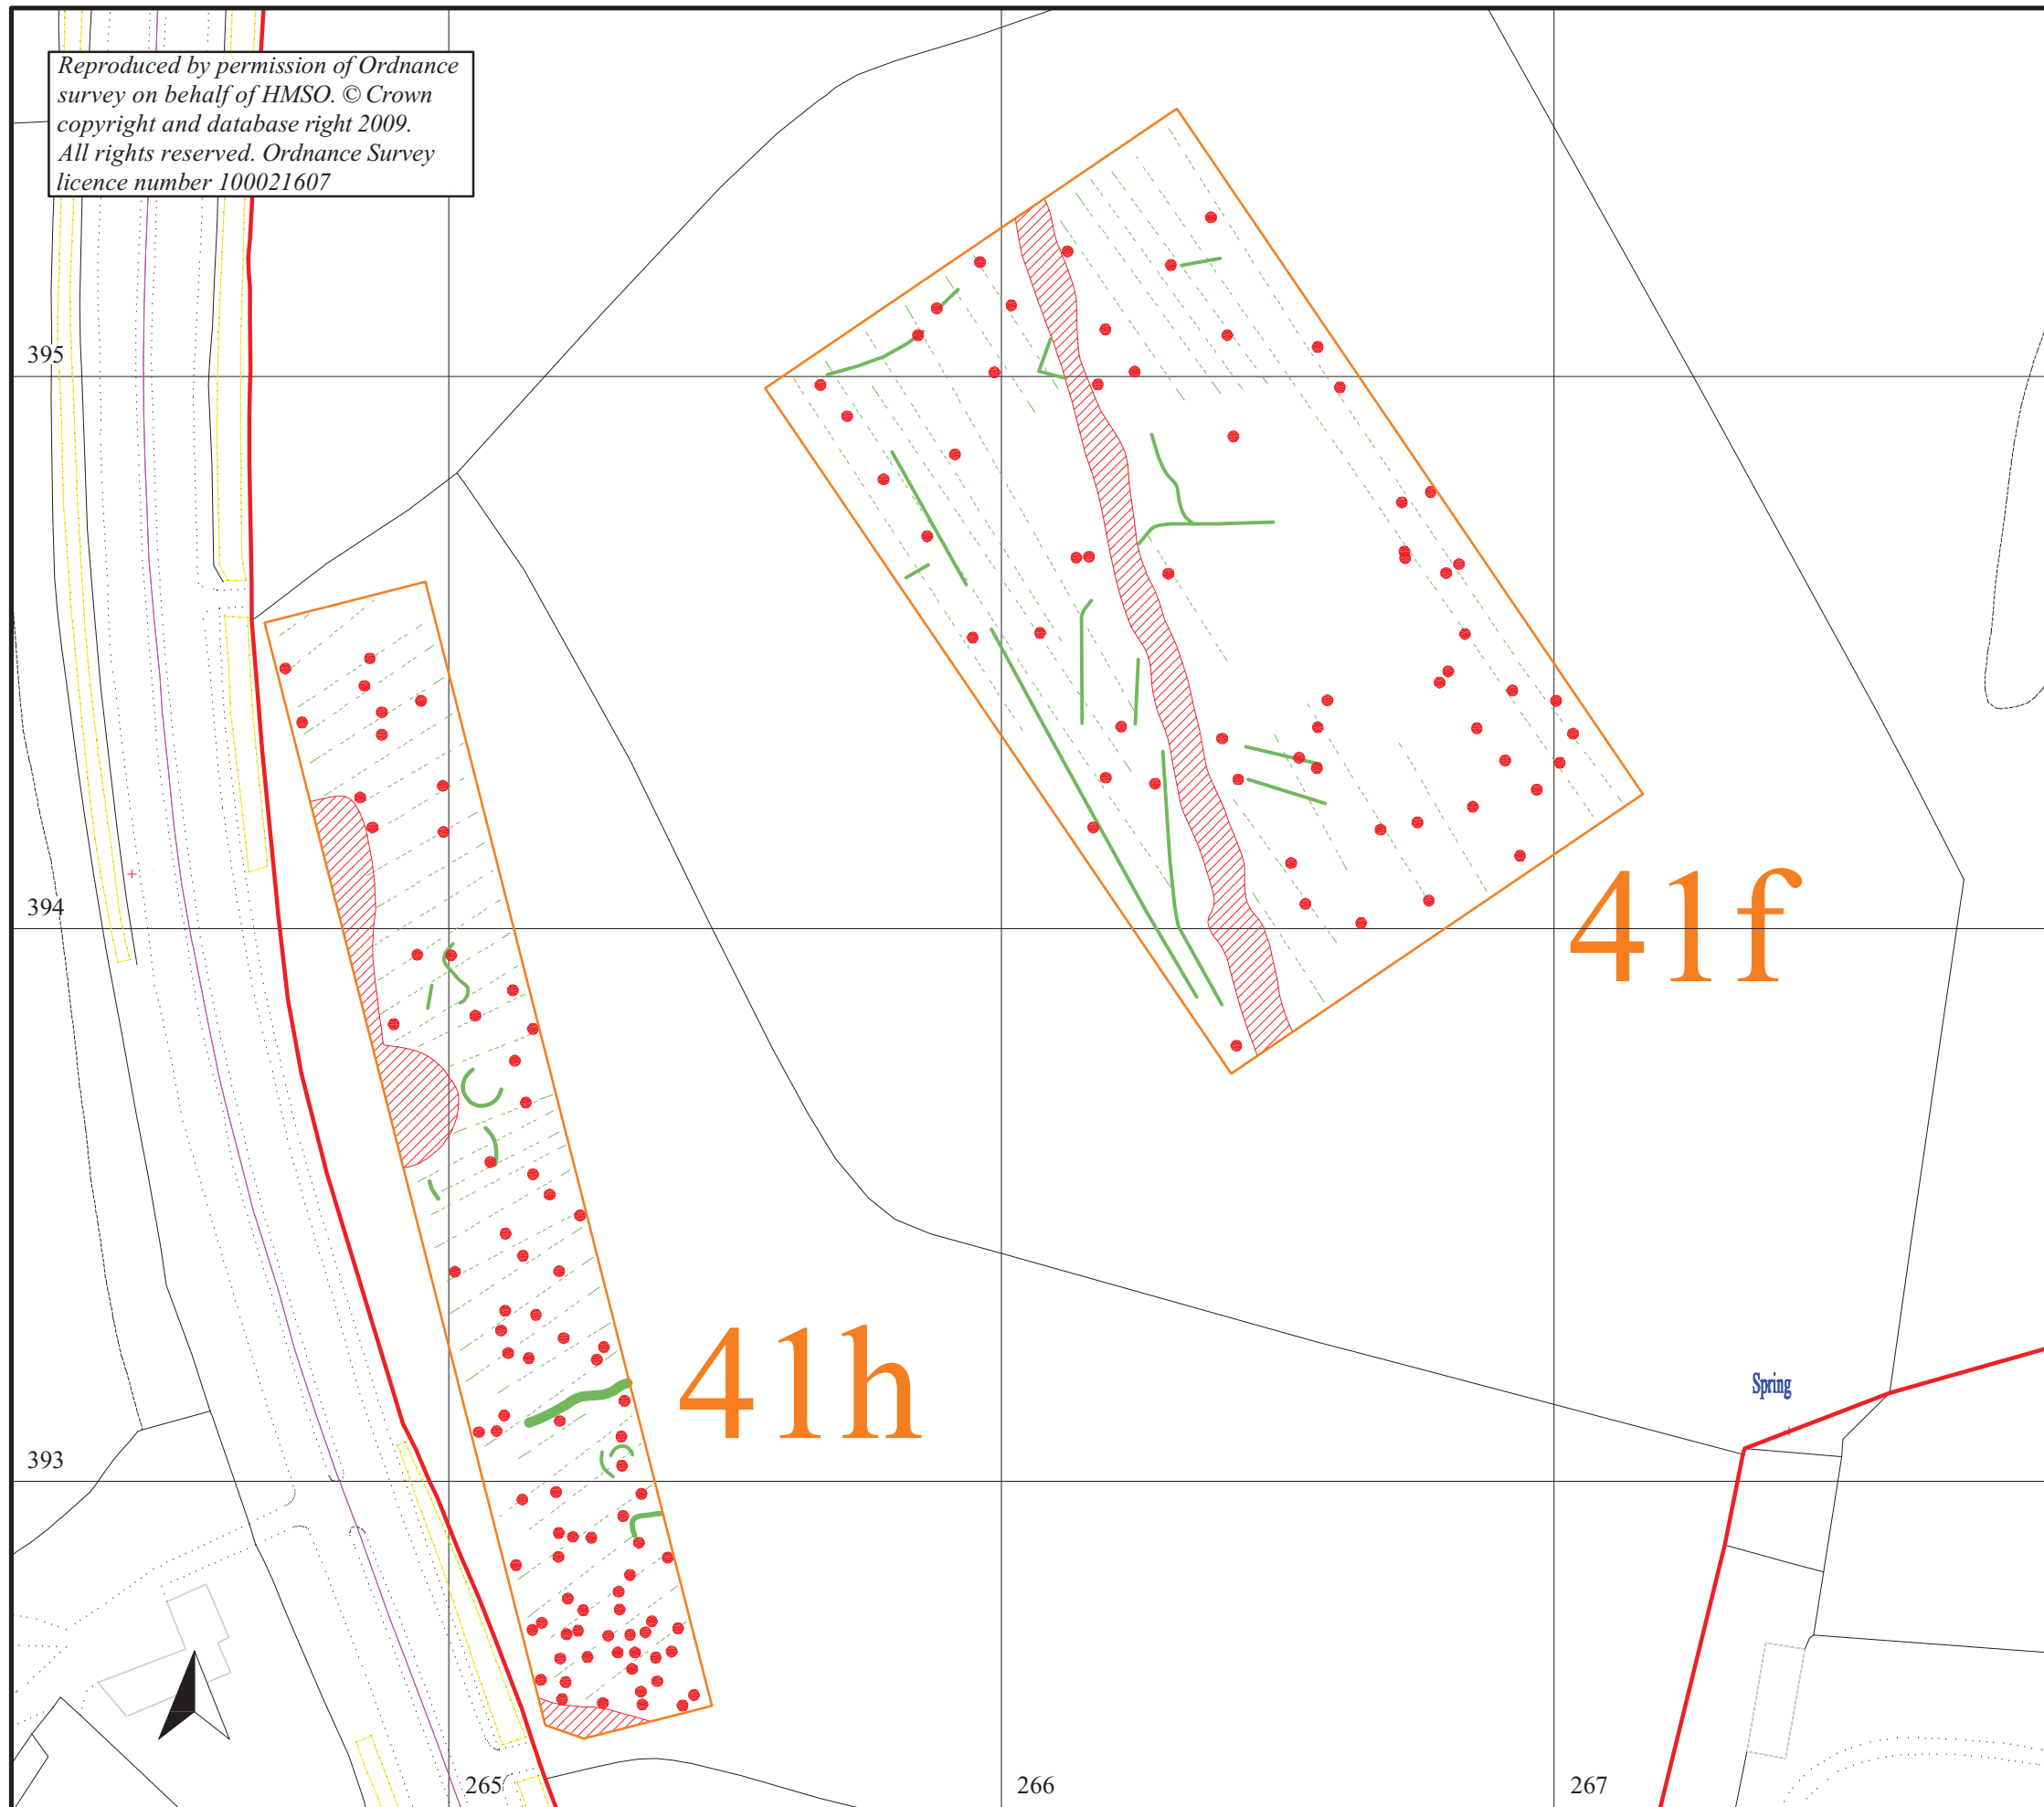 Reproduced by permission of Ordnance
survey on behalf of HMSO. © Crown
copyright and database right 2009.
All rights reserved. Ordnance Survey
licence number 100021607
395
394
41f
41h
Spring
393
265
266
267